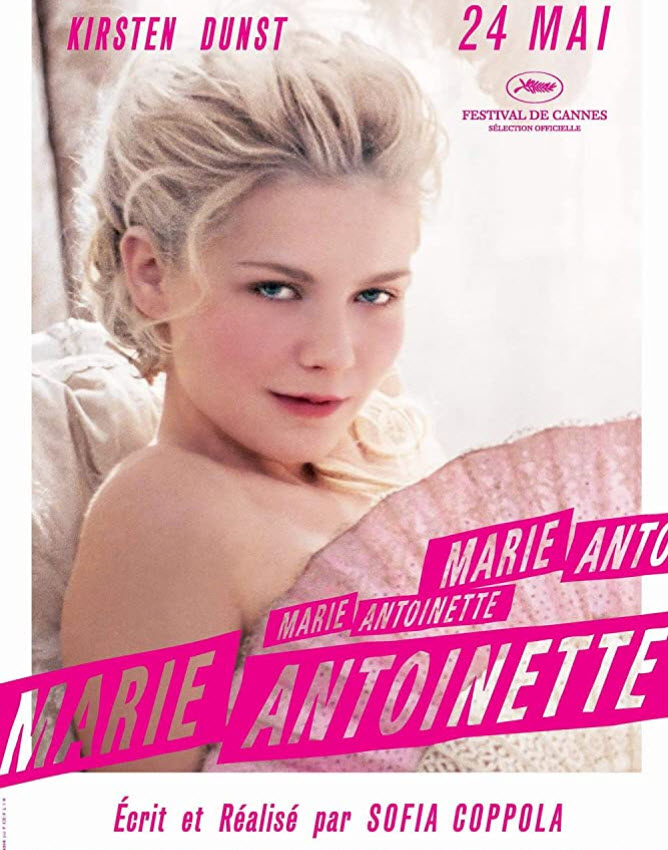 KIRSTEN DUNST
24 MAI
FESTIVAL DE CANNES
SÉLECTION OFFICIELLE
MARIE ANTO
MARIE ANTOINETTE
MARIE ANTOINETTE
Écrit et Réalisé par SOFIA COPPOLA